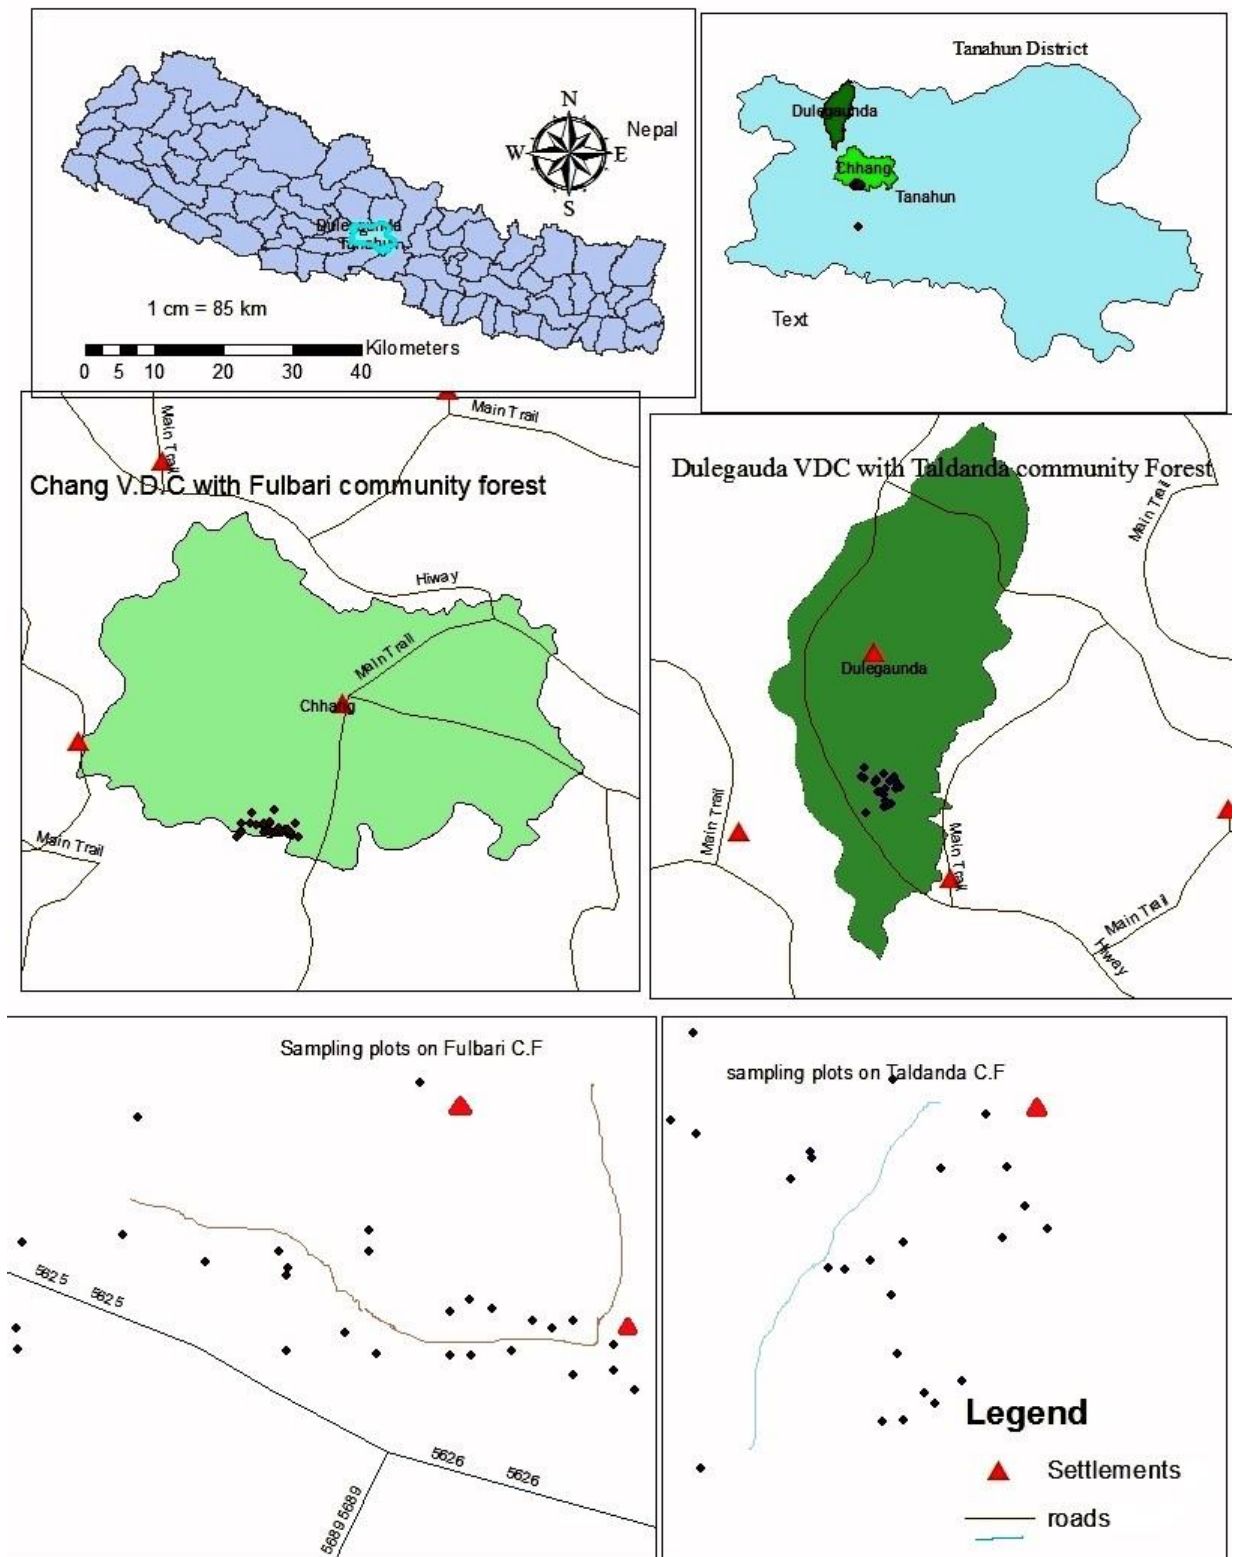 N
Nepal
W
E
S
Dulegaunda
Tanahun
1 cm = 85 km
Kilometers
0 5 10 20 30 40
Tanahun District
Dulegaunda
Chhang
Tanahun
Text
Main Trail
Main Trail
Chang V.D.C with Fulbari community forest
Hiway
Main Trail
Chhang
Main Trail
Dulegauda VDC with Taldanda community Forest
Main Trail
Dulegaunda
Main Trail
Main Trail
Main Trail
Hiway
Sampling plots on Fulbari C.F
5625
5625
5626
5626
5689
5689
sampling plots on Taldanda C.F
Legend
Settlements
roads